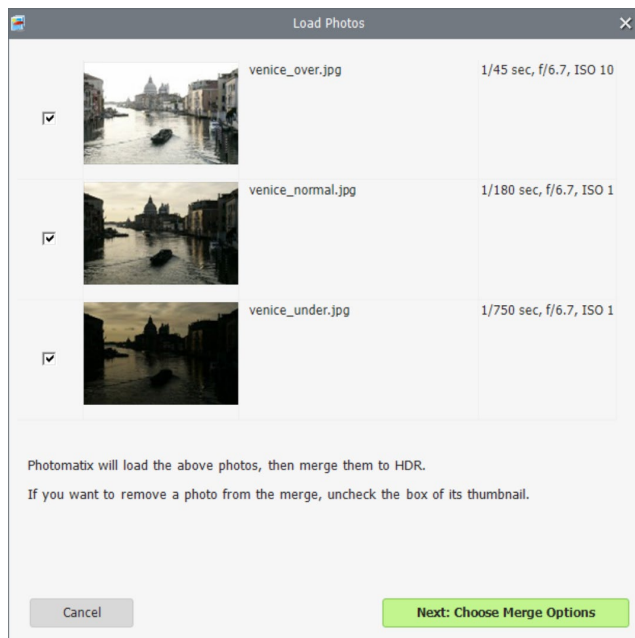 Load Photos
venice_over.jpg 1/45 sec, f/6.7, ISO 10
venice_normal.jpg 1/180 sec, f/6.7, ISO 1
venice_under.jpg 1/750 sec, f/6.7, ISO 1
Photomatix will load the above photos, then merge them to HDR.
If you want to remove a photo from the merge, uncheck the box of its thumbnail.
Cancel Next: Choose Merge Options